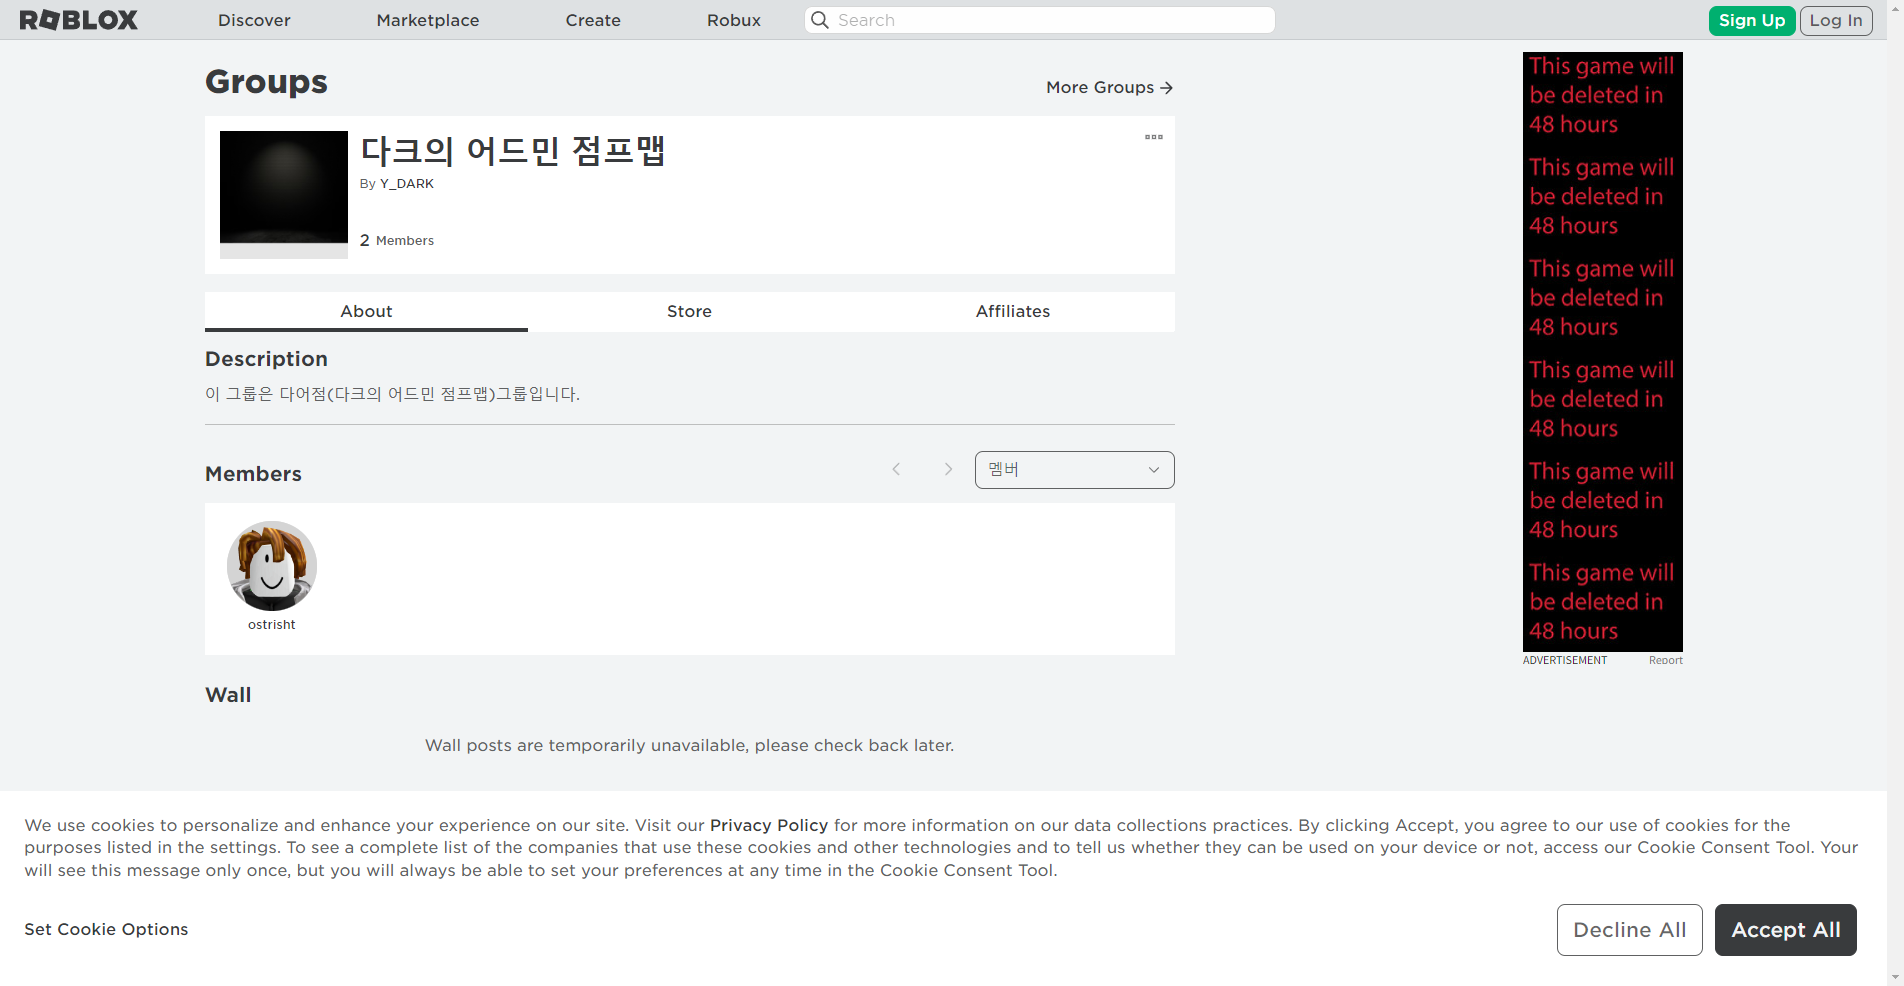 ROBLOX
Discover
Marketplace
Create
Robux
Search
Sign Up
Log In
Groups
More Groups
다크의 어드민 점프맵
By Y_DARK
2 Members
About
Store
Affiliates
Description
이 그룹은 다어점(다크의 어드민 점프맵)그룹입니다.
Members
멤버
ostrisht
Wall
Wall posts are temporarily unavailable, please check back later.
This game will
be deleted in
48 hours
This game will
be deleted in
48 hours
This game will
be deleted in
48 hours
This game will
be deleted in
48 hours
This game will
be deleted in
48 hours
This game will
be deleted in
48 hours
ADVERTISEMENT
Report
We use cookies to personalize and enhance your experience on our site. Visit our Privacy Policy for more information on our data collections practices. By clicking Accept, you agree to our use of cookies for the
purposes listed in the settings. To see a complete list of the companies that use these cookies and other technologies and to tell us whether they can be used on your device or not, access our Cookie Consent Tool. Your
will see this message only once, but you will always be able to set your preferences at any time in the Cookie Consent Tool.
Set Cookie Options
Decline All
Accept All